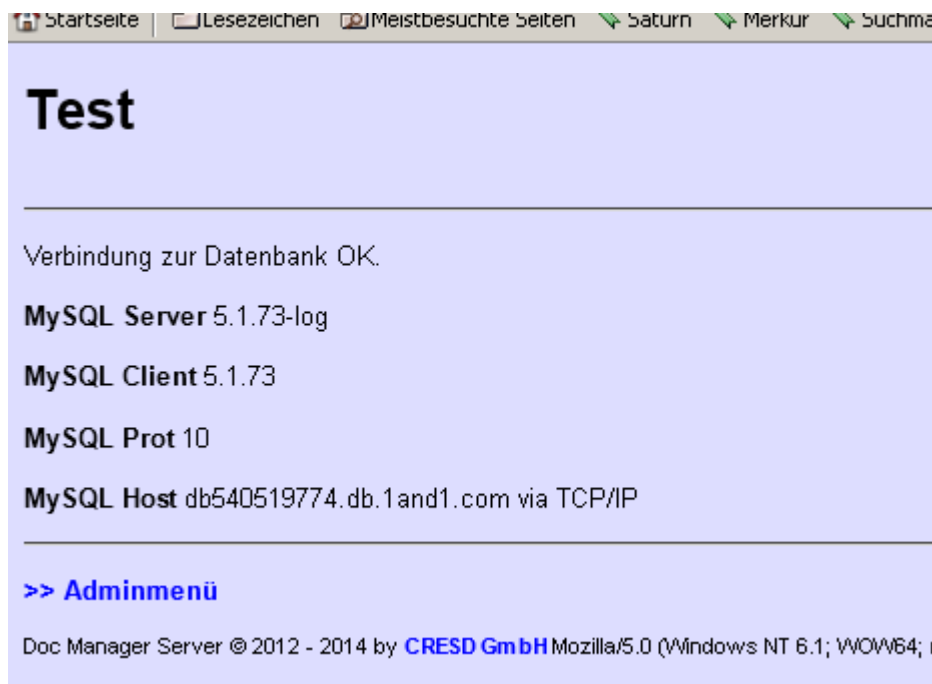 Startseite Lesezeichen Meistbesuchte Seiten Saturn Merkur Suchma
Test
Verbindung zur Datenbank OK.
MySQL Server 5.1.73-log
MySQL Client 5.1.73
MySQL Prot 10
MySQL Host db540519774.db.1and1.com via TCP/IP
>> Adminmenü
Doc Manager Server © 2012 - 2014 by CRESD GmbH Mozilla/5.0 (Windows NT 6.1; WOW64;